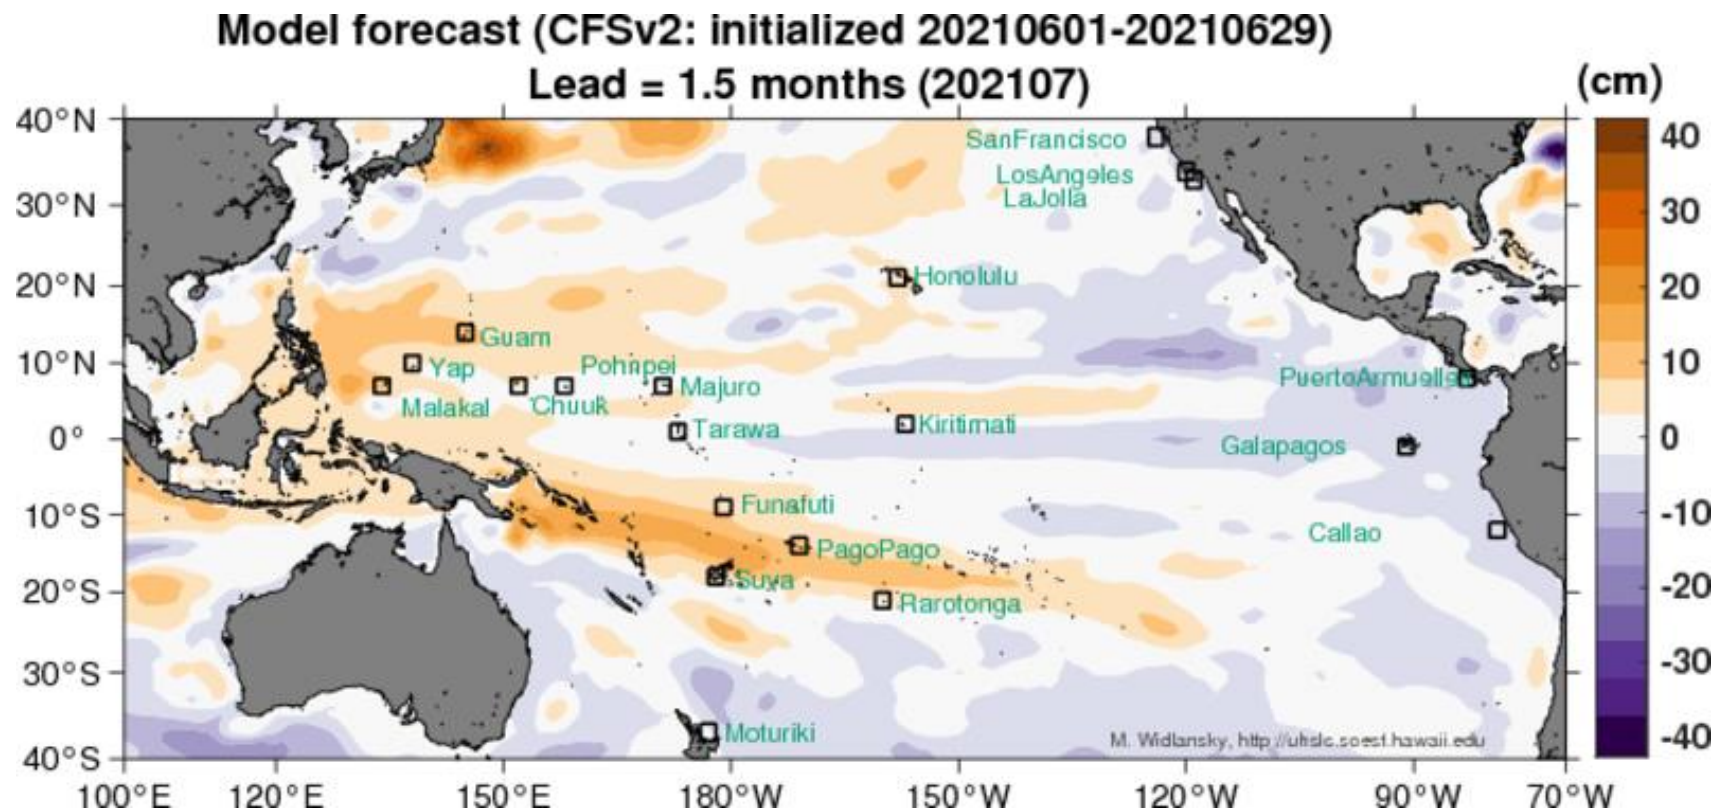 Model forecast (CFSv2: initialized 20210601-20210629)
Lead = 1.5 months (202107)
(cm)
40°N
30°N
20°N
10°N
0°
10°S
20°S
30°S
40°S
SanFrancisco
LosAngeles
LaJolla
Honolulu
Guam
Yap
Pohnpei
Malakal
Chuuk
Majuro
PuertoArmuelles
Tarawa
Kiritimati
Galapagos
Funafuti
Callao
PagoPago
Suva
Rarotonga
Moturiki
M. Widlansky, http://uhslc.soest.hawaii.edu
100°E 120°E 150°E 180°W 150°W 120°W 90°W 70°W
40
30
20
10
0
-10
-20
-30
-40